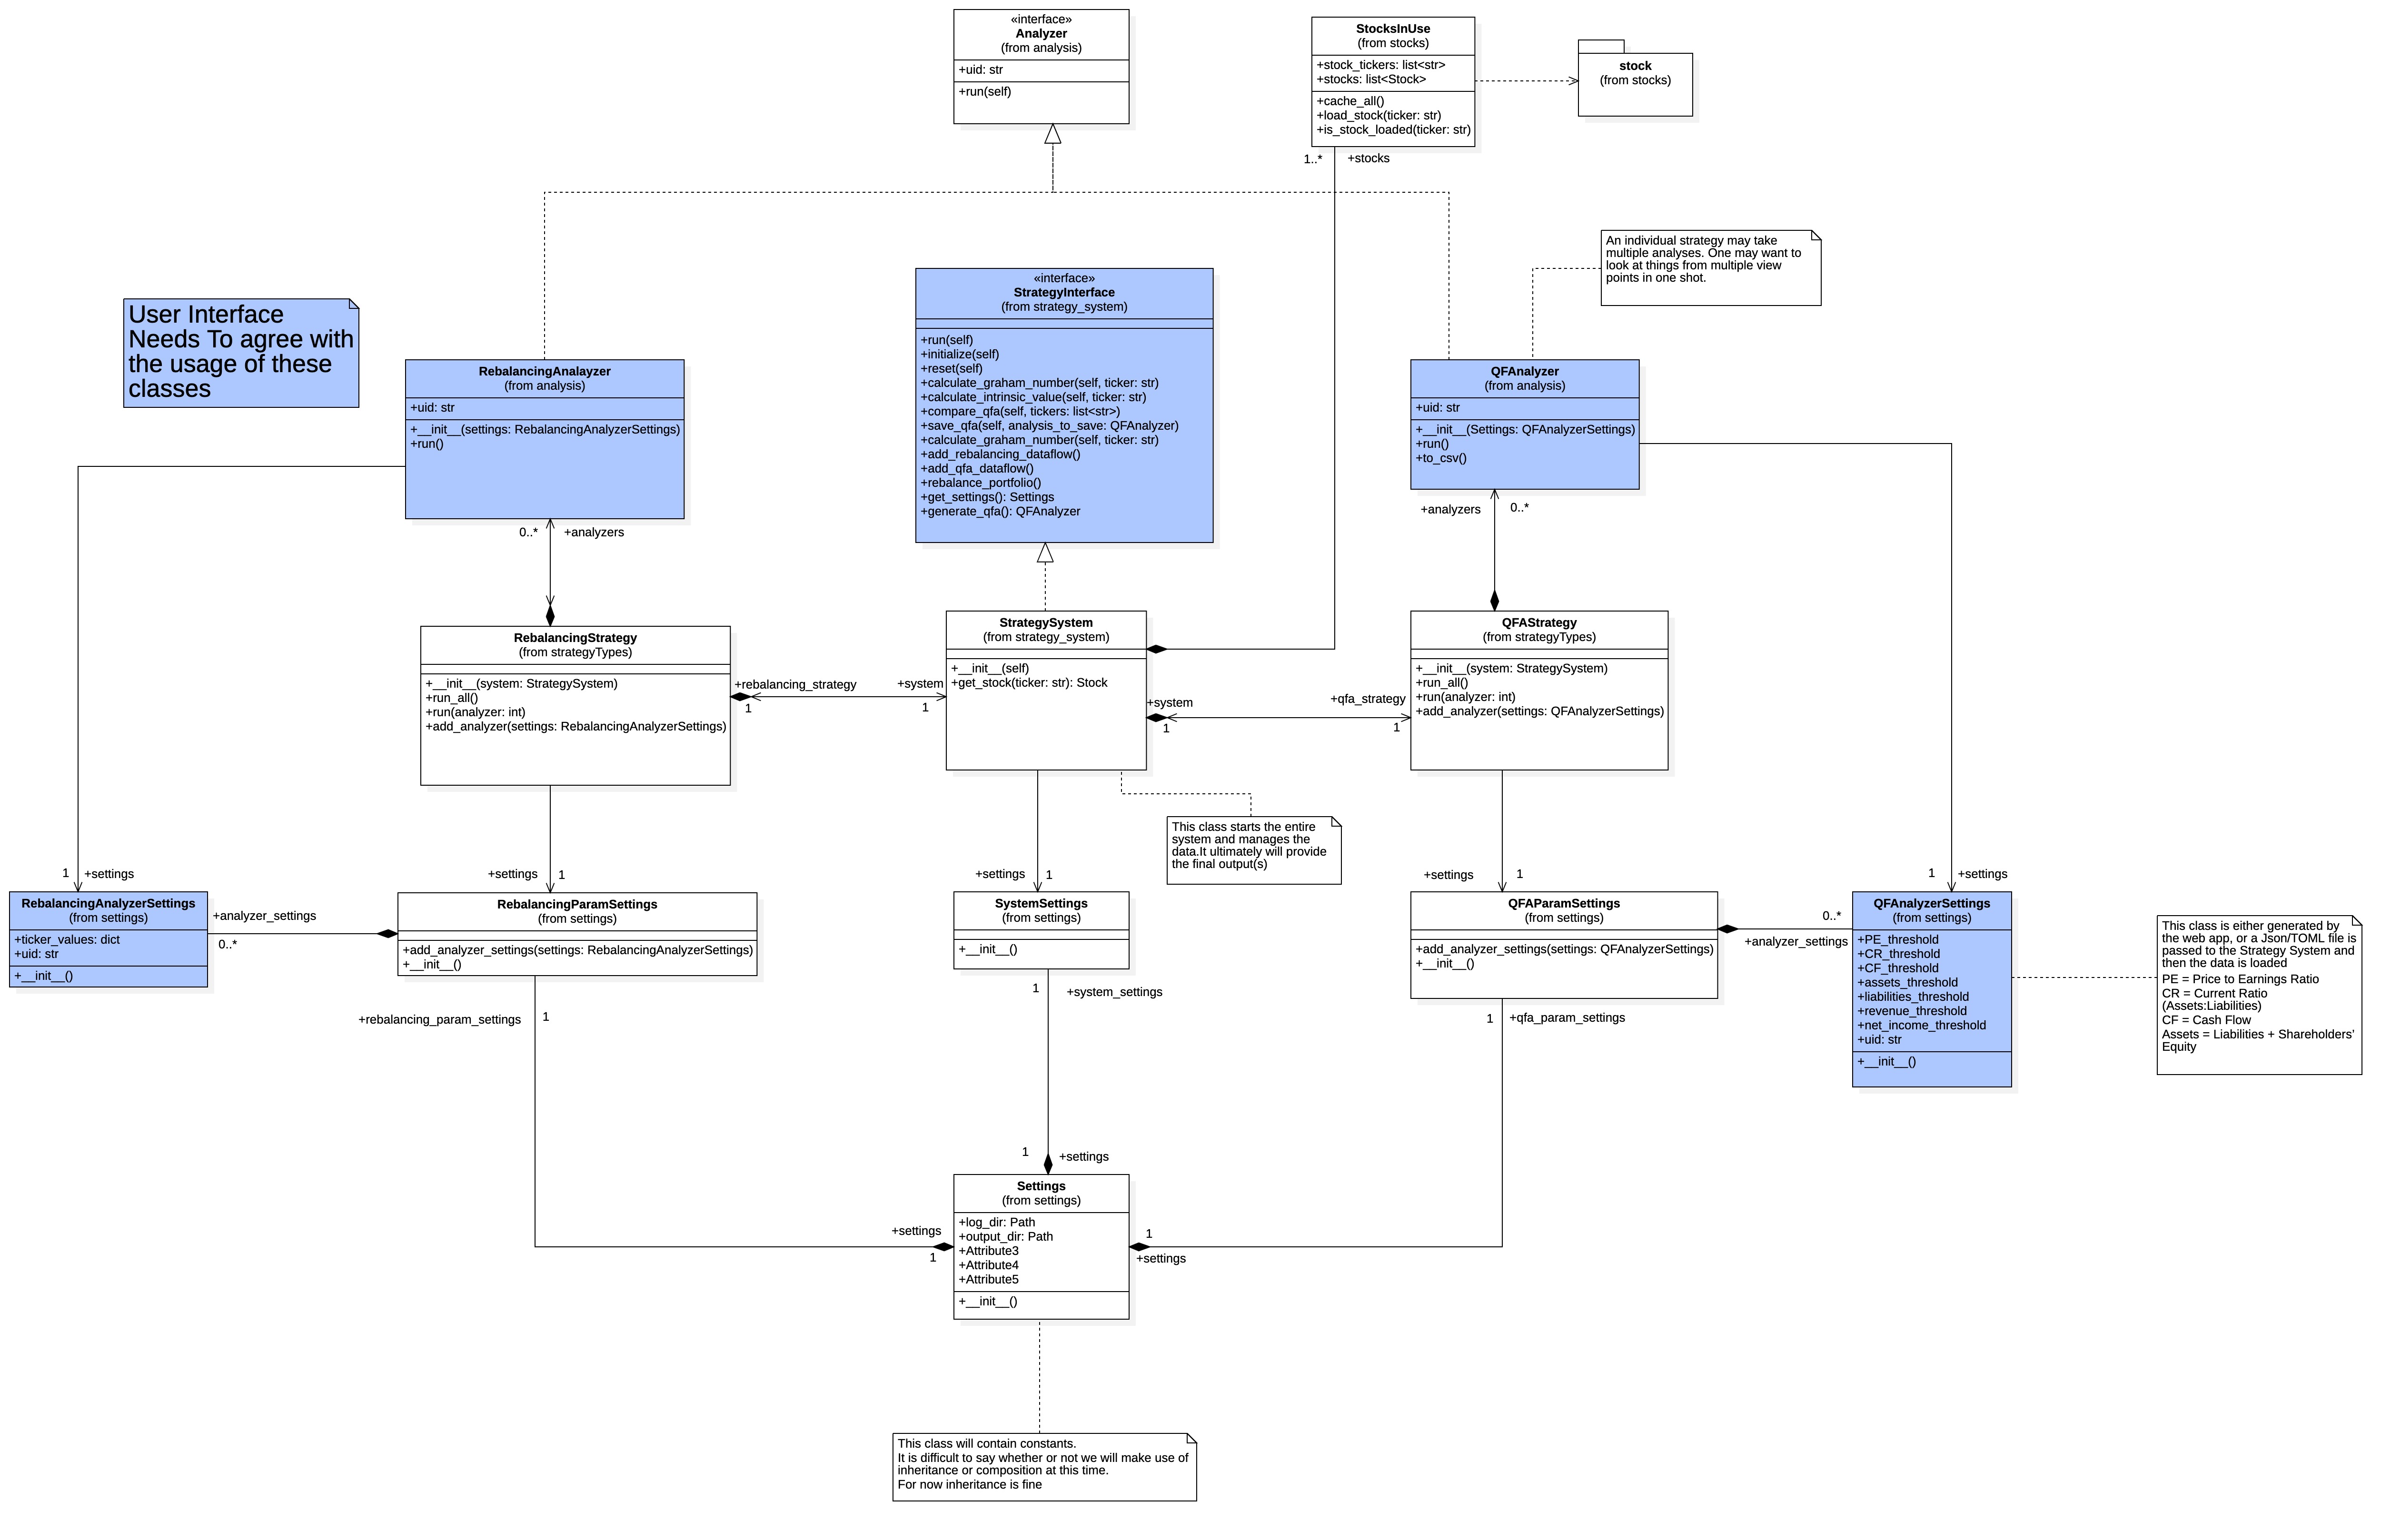 «interface»
Analyzer
(from analysis)
+uid: str
+run(self)
StocksInUse
(from stocks)
+stock_tickers: list<str>
+stocks: list<Stock>
+cache_all()
+load_stock(ticker: str)
+is_stock_loaded(ticker: str)
stock
(from stocks)
1..*
+stocks
An individual strategy may take
multiple analyses. One may want to
look at things from multiple view
points in one shot.
User Interface
Needs To agree with
the usage of these
classes
«interface»
StrategyInterface
(from strategy_system)
+run(self)
+initialize(self)
+reset(self)
+calculate_graham_number(self, ticker: str)
+calculate_intrinsic_value(self, ticker: str)
+compare_qfa(self, tickers: list<str>)
+save_qfa(self, analysis_to_save: QFAnalyzer)
+calculate_graham_number(self, ticker: str)
+add_rebalancing_dataflow()
+add_qfa_dataflow()
+rebalance_portfolio()
+get_settings(): Settings
+generate_qfa(): QFAnalyzer
RebalancingAnalayzer
(from analysis)
+uid: str
+__init__(settings: RebalancingAnalyzerSettings)
+run()
QFAnalyzer
(from analysis)
+uid: str
+__init__(Settings: QFAnalyzerSettings)
+run()
+to_csv()
0..*
+analyzers
+analyzers
0..*
RebalancingStrategy
(from strategyTypes)
+__init__(system: StrategySystem)
+run_all()
+run(analyzer: int)
+add_analyzer(settings: RebalancingAnalyzerSettings)
+rebalancing_strategy
1
+system
1
StrategySystem
(from strategy_system)
+__init__(self)
+get_stock(ticker: str): Stock
+system
1
+qfa_strategy
1
QFAStrategy
(from strategyTypes)
+__init__(system: StrategySystem)
+run_all()
+run(analyzer: int)
+add_analyzer(settings: QFAnalyzerSettings)
This class starts the entire
system and manages the
data.It ultimately will provide
the final output(s)
1
+settings
+settings
1
+settings
1
+settings
1
1
+settings
RebalancingAnalyzerSettings
(from settings)
+ticker_values: dict
+uid: str
+__init__()
+analyzer_settings
0..*
RebalancingParamSettings
(from settings)
+add_analyzer_settings(settings: RebalancingAnalyzerSettings)
+__init__()
SystemSettings
(from settings)
+__init__()
QFAParamSettings
(from settings)
+add_analyzer_settings(settings: QFAnalyzerSettings)
+__init__()
0..*
+analyzer_settings
QFAnalyzerSettings
(from settings)
+PE_threshold
+CR_threshold
+CF_threshold
+assets_threshold
+liabilities_threshold
+revenue_threshold
+net_income_threshold
+uid: str
+__init__()
This class is either generated by
the web app, or a Json/TOML file is
passed to the Strategy System and
then the data is loaded
PE = Price to Earnings Ratio
CR = Current Ratio
(Assets:Liabilities)
CF = Cash Flow
Assets = Liabilities + Shareholders'
Equity
+rebalancing_param_settings
1
1
+system_settings
1
+qfa_param_settings
1
+settings
+settings
1
1
+settings
Settings
(from settings)
+log_dir: Path
+output_dir: Path
+Attribute3
+Attribute4
+Attribute5
+__init__()
This class will contain constants.
It is difficult to say whether or not we will make use of
inheritance or composition at this time.
For now inheritance is fine